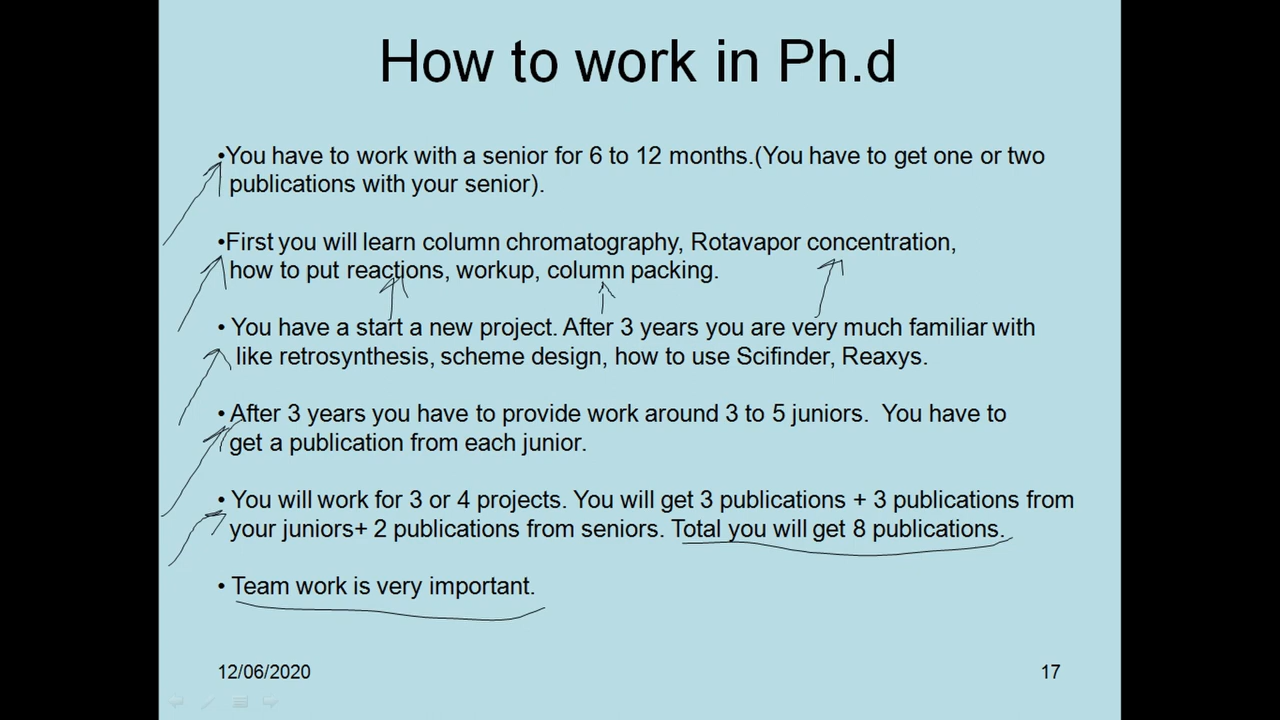 How to work in Ph.d
•You have to work with a senior for 6 to 12 months.(You have to get one or two
publications with your senior).
•First you will learn column chromatography, Rotavapor concentration,
how to put reactions, workup, column packing.
• You have a start a new project. After 3 years you are very much familiar with
like retrosynthesis, scheme design, how to use Scifinder, Reaxys.
• After 3 years you have to provide work around 3 to 5 juniors.  You have to
get a publication from each junior.
• You will work for 3 or 4 projects. You will get 3 publications + 3 publications from
your juniors+ 2 publications from seniors. Total you will get 8 publications.
• Team work is very important.
12/06/2020
17